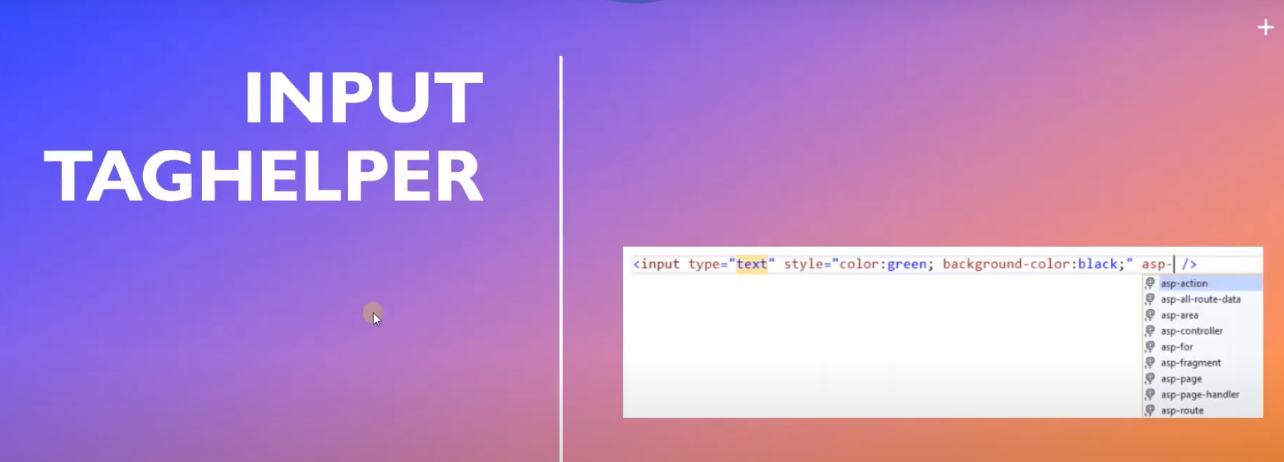 INPUT
TAGHELPER
<input type="text" style="color:green; background-color:black;" asp- />
asp-action
asp-all-route-data
asp-area
asp-controller
asp-for
asp-fragment
asp-page
asp-page-handler
asp-route